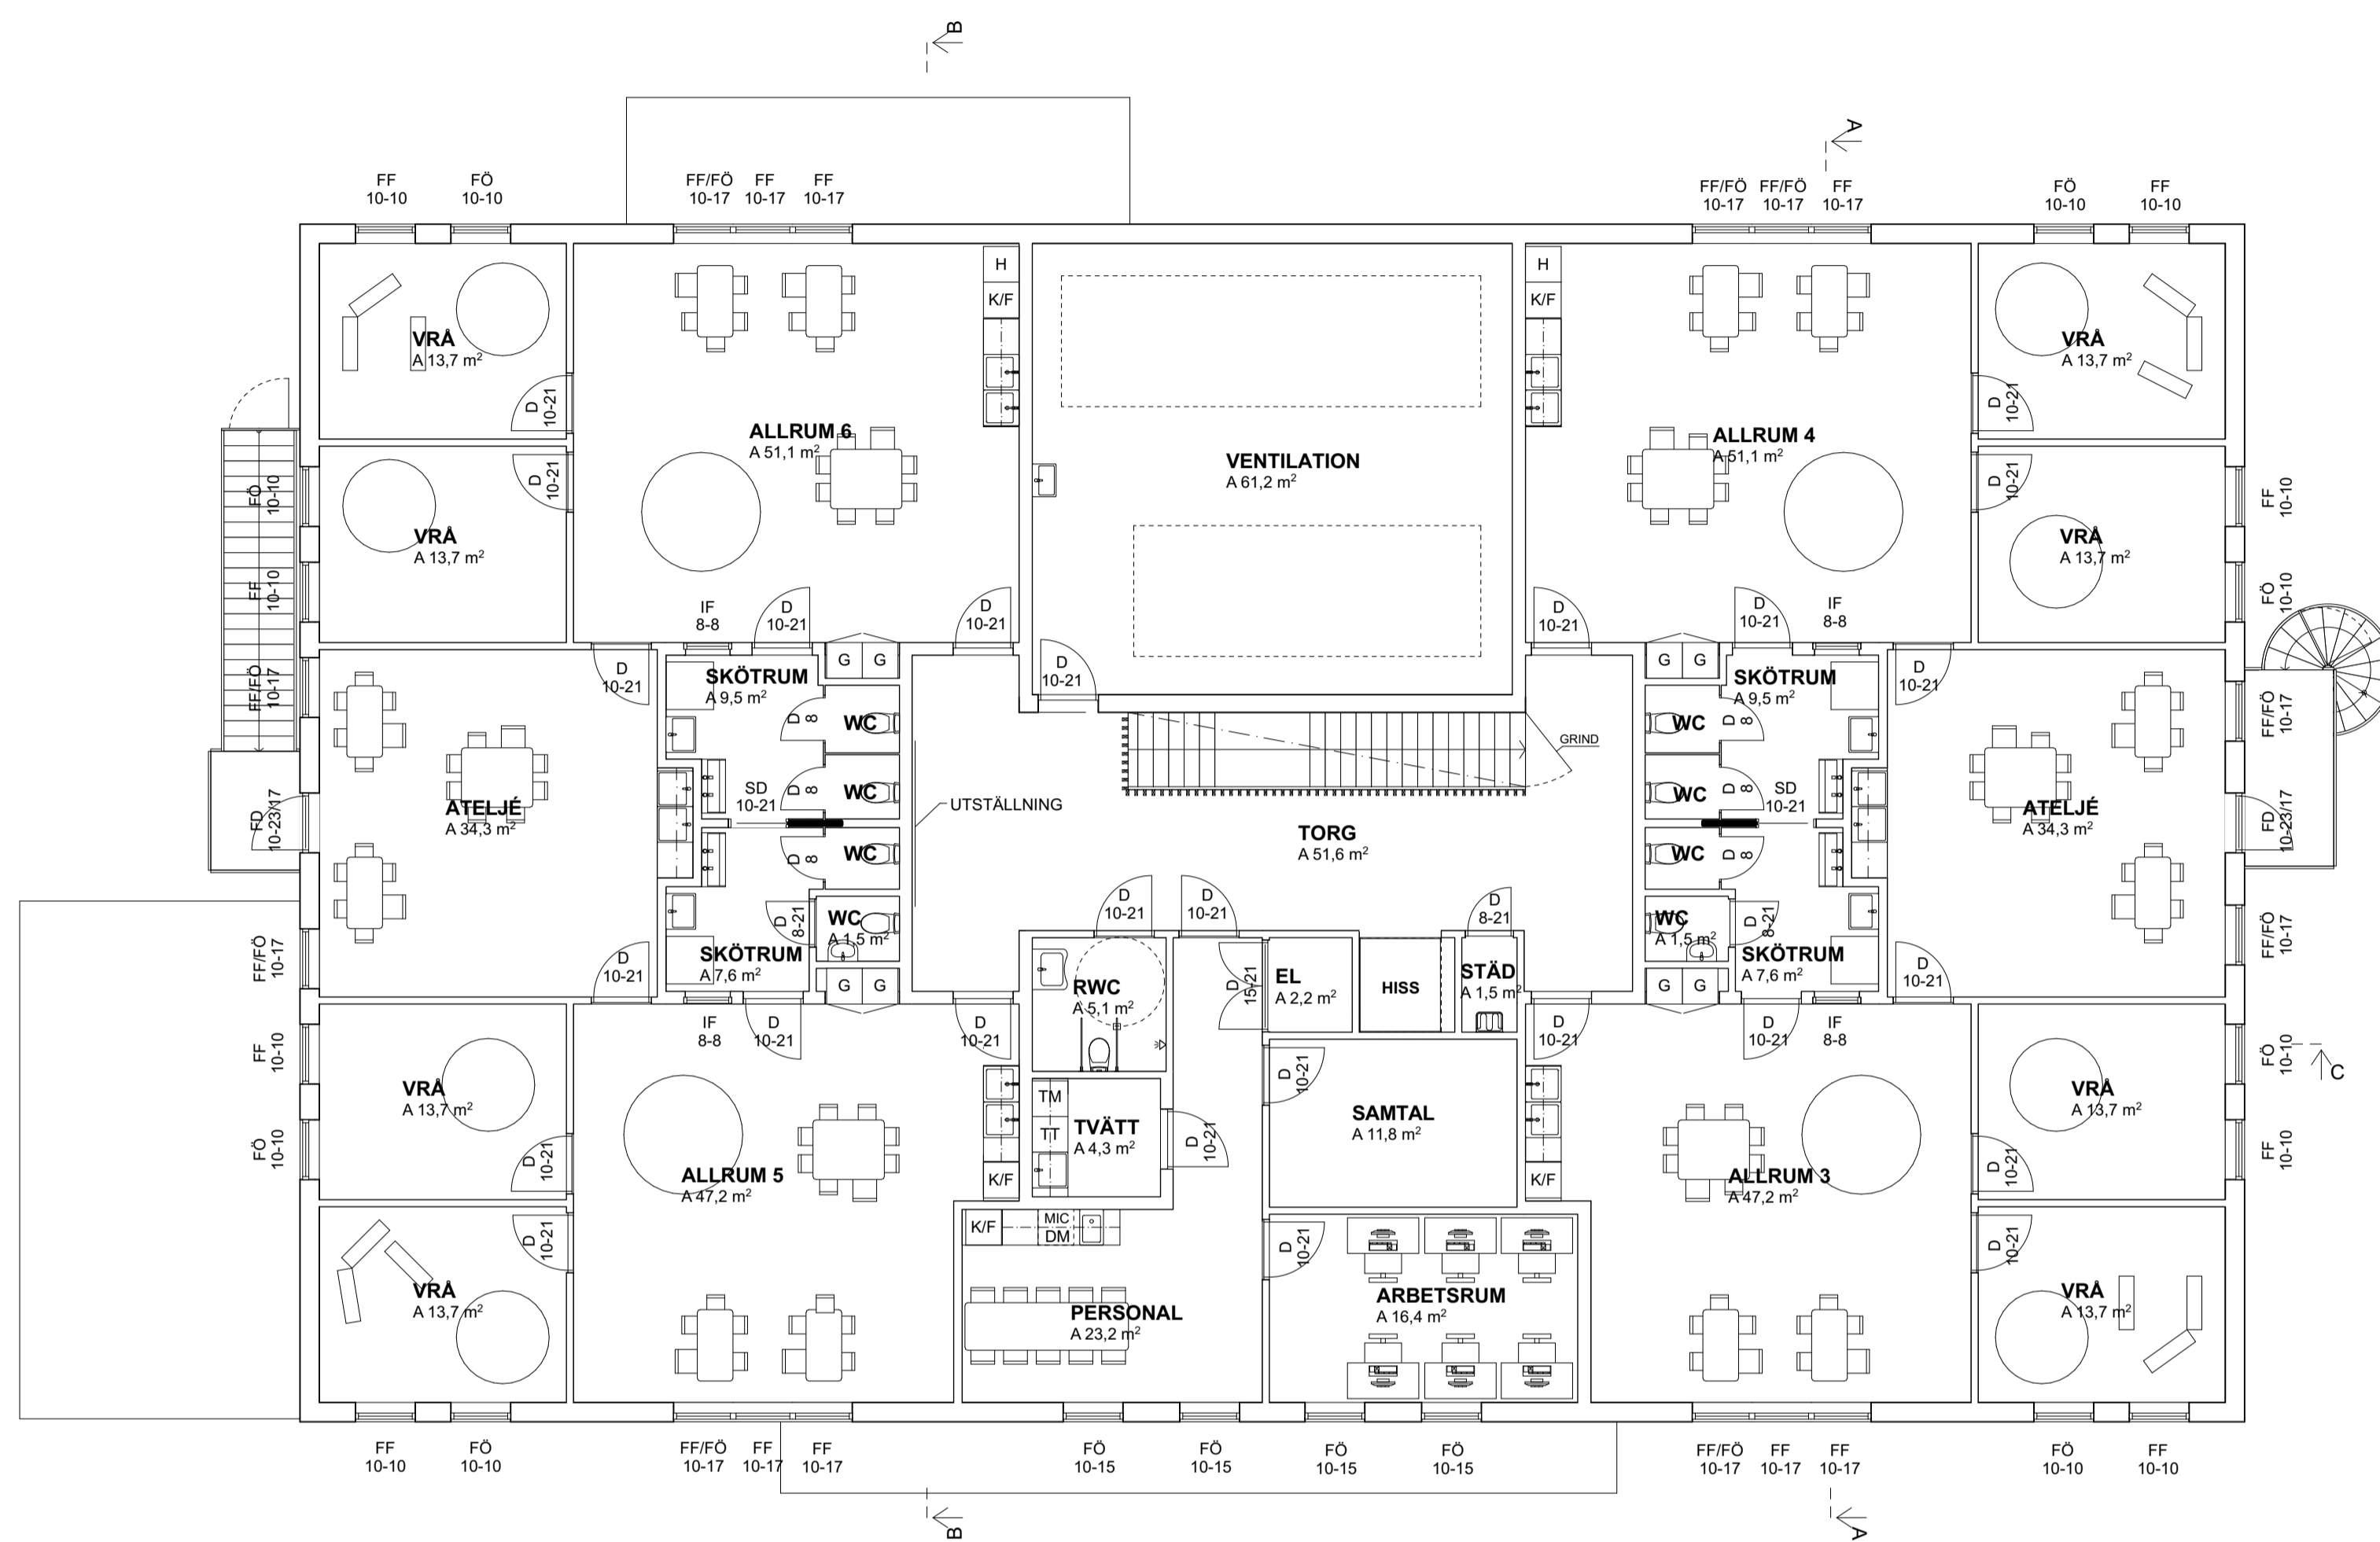 B
A
FF
10-10
FÖ
10-10
FF/FÖ
10-17
FF
10-17
FF
10-17
FF/FÖ
10-17
FF/FÖ
10-17
FF
10-17
FÖ
10-10
FF
10-10
H
K/F
H
K/F
VRÅ
A 13,7 m²
D
10-21
ALLRUM 6
A 51,1 m²
VENTILATION
A 61,2 m²
ALLRUM 4
A 51,1 m²
VRÅ
A 13,7 m²
D
10-21
FÖ
10-10
D
10-21
VRÅ
A 13,7 m²
FF
10-10
D
10-21
VRÅ
A 13,7 m²
FF
10-10
FÖ
10-10
IF
8-8
D
10-21
D
10-21
D
10-21
D
10-21
IF
8-8
FF/FÖ
10-17
D
10-21
SKÖTRUM
A 9,5 m²
G
G
D
10-21
G
G
SKÖTRUM
A 9,5 m²
D
10-21
FF/FÖ
10-17
D
8
WC
GRIND
WC
D
8
FD
10-23/17
ATELJÉ
A 34,3 m²
SD
10-21
D
8
WC
UTSTÄLLNING
WC
D
8
SD
10-21
ATELJÉ
A 34,3 m²
FD
10-23/17
D
8
WC
TORG
A 51,6 m²
WC
D
8
FF/FÖ
10-17
D
10-21
SKÖTRUM
A 7,6 m²
D
8-21
WC
A 1,5 m²
D
10-21
D
10-21
D
8-21
WC
A 1,5 m²
D
8-21
SKÖTRUM
A 7,6 m²
D
10-21
FF/FÖ
10-17
G
G
RWC
A 5,1 m²
D
15-21
EL
A 2,2 m²
HISS
STÄD
A 1,5 m²
G
G
IF
8-8
D
10-21
D
10-21
D
10-21
D
10-21
IF
8-8
FF
10-10
FÖ
10-10
C
VRÅ
A 13,7 m²
D
10-21
TM
TT
TVÄTT
A 4,3 m²
D
10-21
D
10-21
SAMTAL
A 11,8 m²
VRÅ
A 13,7 m²
D
10-21
FÖ
10-10
FF
10-10
ALLRUM 5
A 47,2 m²
K/F
K/F
ALLRUM 3
A 47,2 m²
D
10-21
K/F
MIC
DM
D
10-21
D
10-21
VRÅ
A 13,7 m²
PERSONAL
A 23,2 m²
ARBETSRUM
A 16,4 m²
VRÅ
A 13,7 m²
FF
10-10
FÖ
10-10
FF/FÖ
10-17
FF
10-17
FF
10-17
FÖ
10-15
FÖ
10-15
FÖ
10-15
FÖ
10-15
FF/FÖ
10-17
FF
10-17
FF
10-17
FÖ
10-10
FF
10-10
B
A